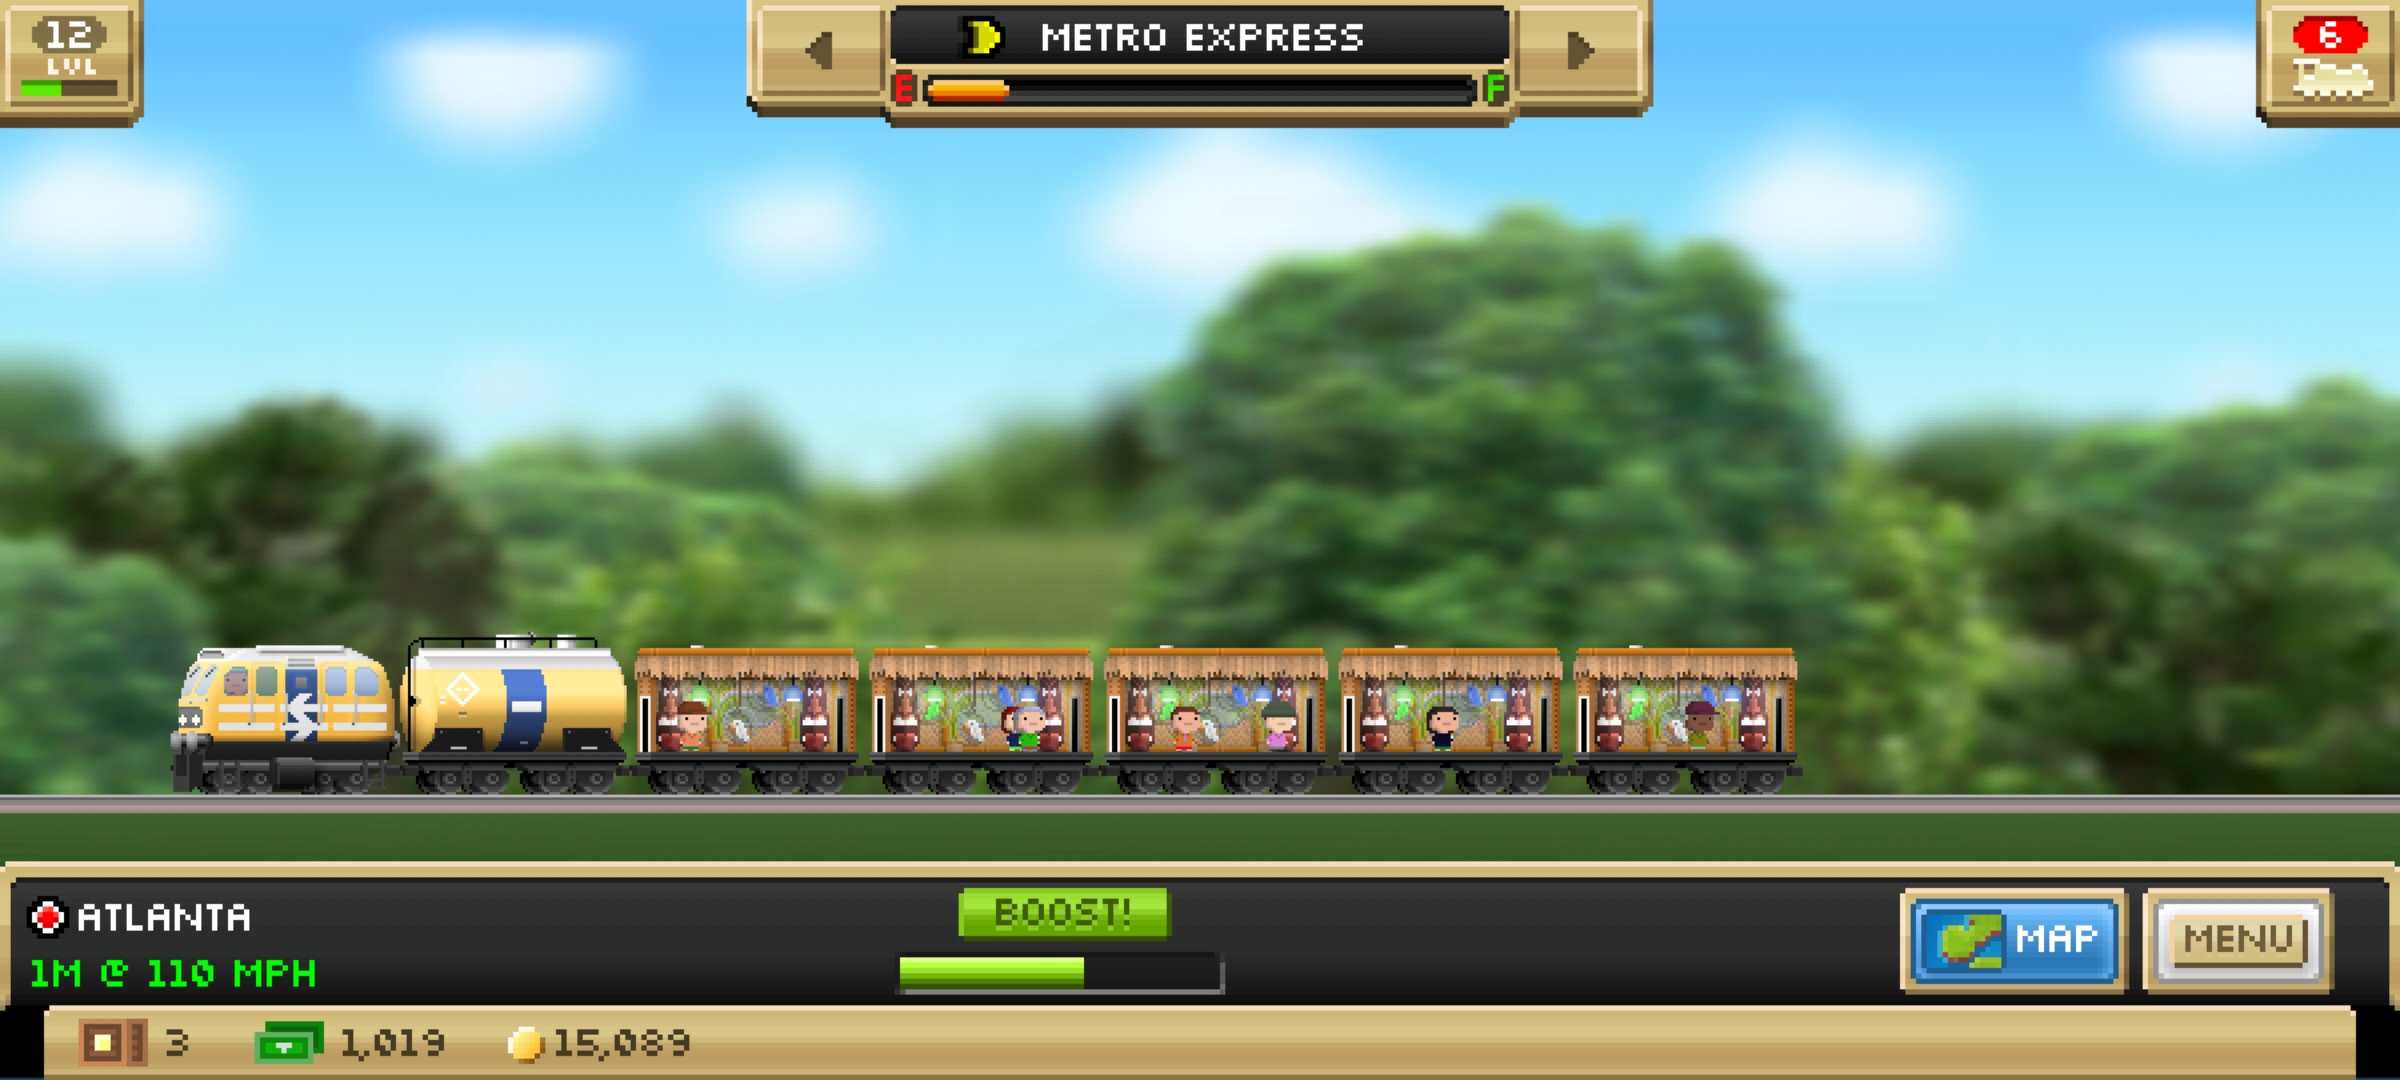 12
LVL
METRO EXPRESS
E F
6
ATLANTA
1M @ 110 MPH
BOOST!
MAP
MENU
3 1,019 15,089